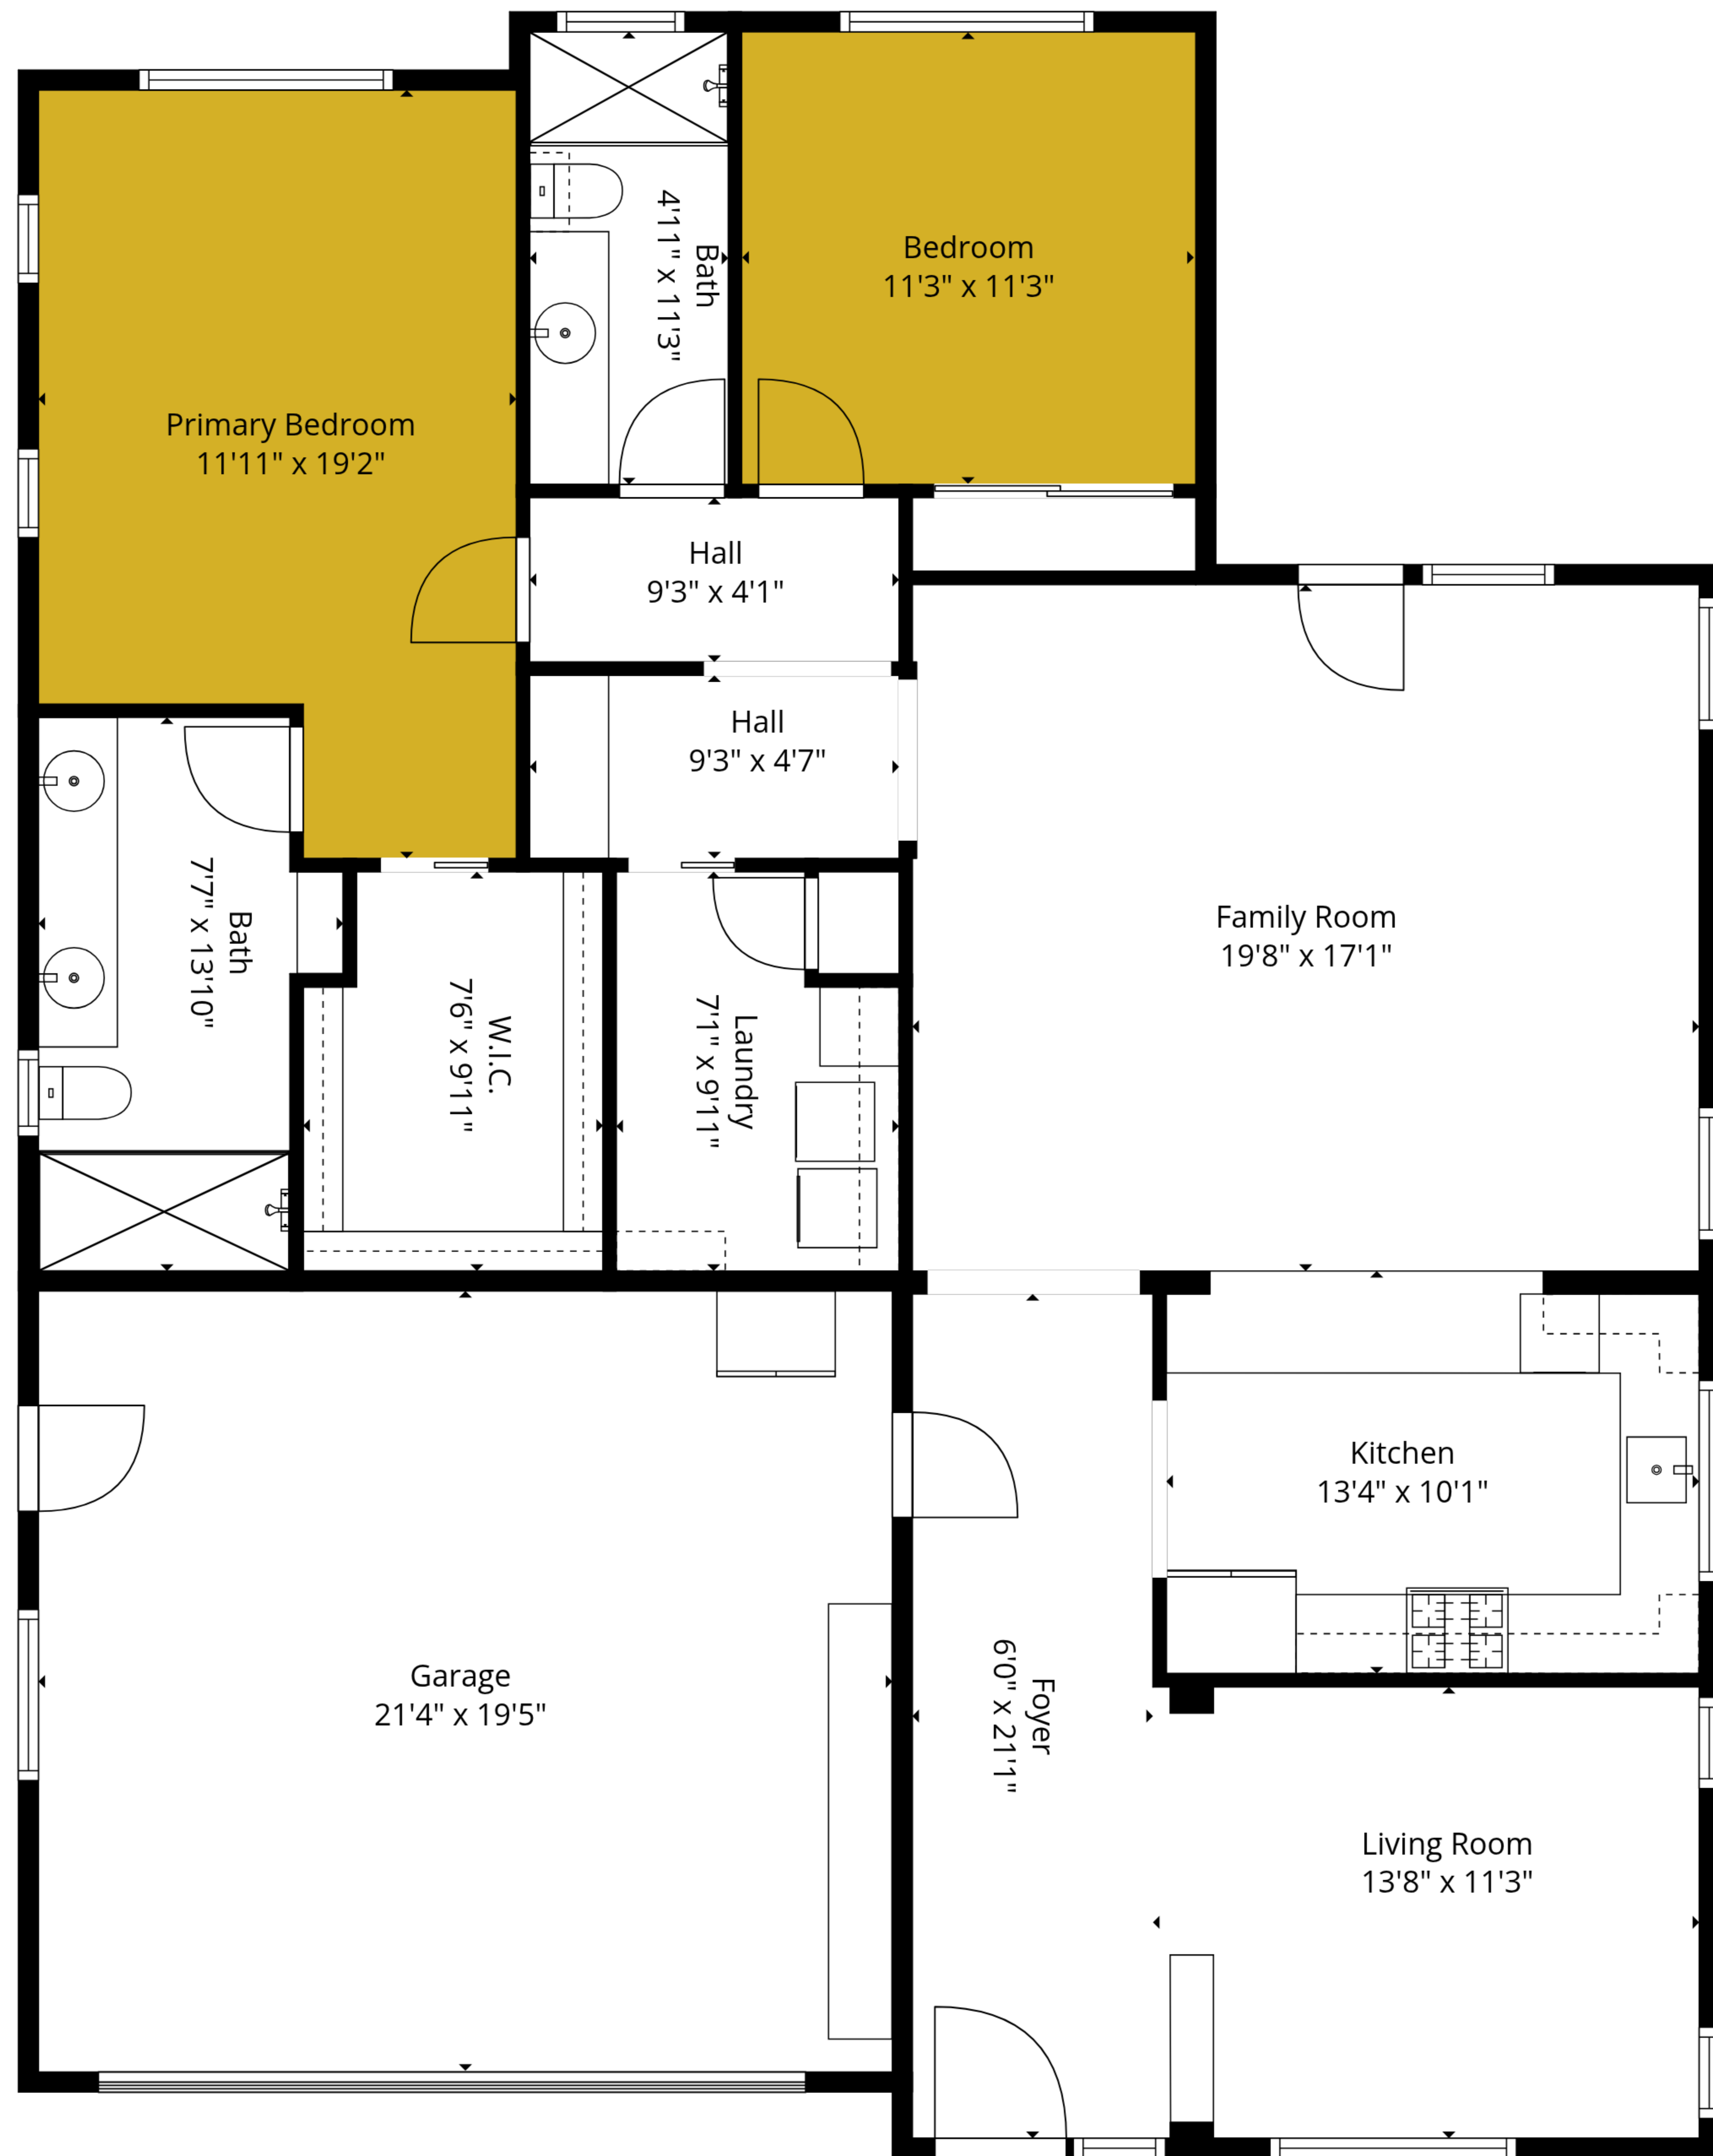 Bedroom
11'3" x 11'3"
Bath
4'11" x 11'3"
Primary Bedroom
11'11" x 19'2"
Hall
9'3" x 4'1"
Hall
9'3" x 4'7"
Family Room
19'8" x 17'1"
Bath
7'7" x 13'10"
W.I.C.
7'6" x 9'11"
Laundry
7'1" x 9'11"
Kitchen
13'4" x 10'1"
Garage
21'4" x 19'5"
Foyer
6'0" x 21'1"
Living Room
13'8" x 11'3"